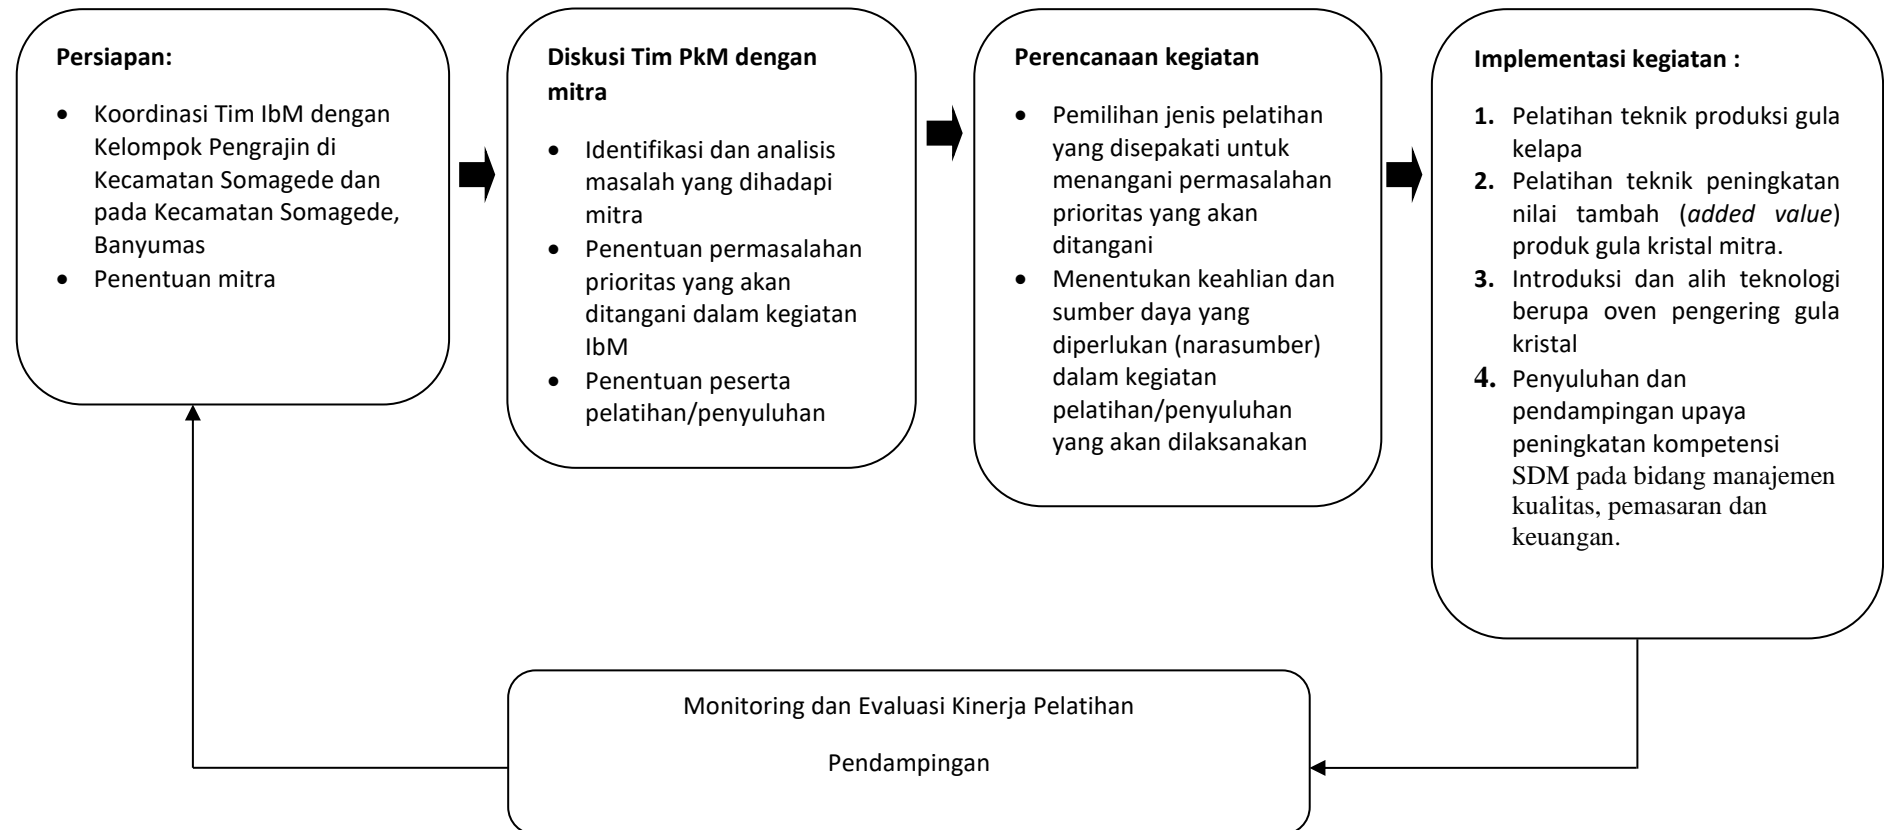 Persiapan:
• Koordinasi Tim IbM dengan
Kelompok Pengrajin di
Kecamatan Somagede dan
pada Kecamatan Somagede,
Banyumas
• Penentuan mitra
Diskusi Tim PkM dengan
mitra
• Identifikasi dan analisis
masalah yang dihadapi
mitra
• Penentuan permasalahan
prioritas yang akan
ditangani dalam kegiatan
IbM
• Penentuan peserta
pelatihan/penyuluhan
Perencanaan kegiatan
• Pemilihan jenis pelatihan
yang disepakati untuk
menangani permasalahan
prioritas yang akan
ditangani
• Menentukan keahlian dan
sumber daya yang
diperlukan (narasumber)
dalam kegiatan
pelatihan/penyuluhan
yang akan dilaksanakan
Implementasi kegiatan :
1. Pelatihan teknik produksi gula
kelapa
2. Pelatihan teknik peningkatan
nilai tambah (added value)
produk gula kristal mitra.
3. Introduksi dan alih teknologi
berupa oven pengering gula
kristal
4. Penyuluhan dan
pendampingan upaya
peningkatan kompetensi
SDM pada bidang manajemen
kualitas, pemasaran dan
keuangan.
Monitoring dan Evaluasi Kinerja Pelatihan
Pendampingan